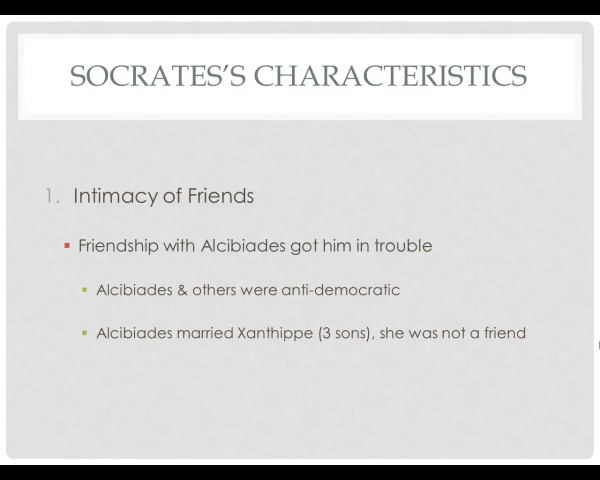 SOCRATES'S CHARACTERISTICS
1. Intimacy of Friends
▪ Friendship with Alcibiades got him in trouble
▪ Alcibiades & others were anti-democratic
▪ Alcibiades married Xanthippe (3 sons), she was not a friend